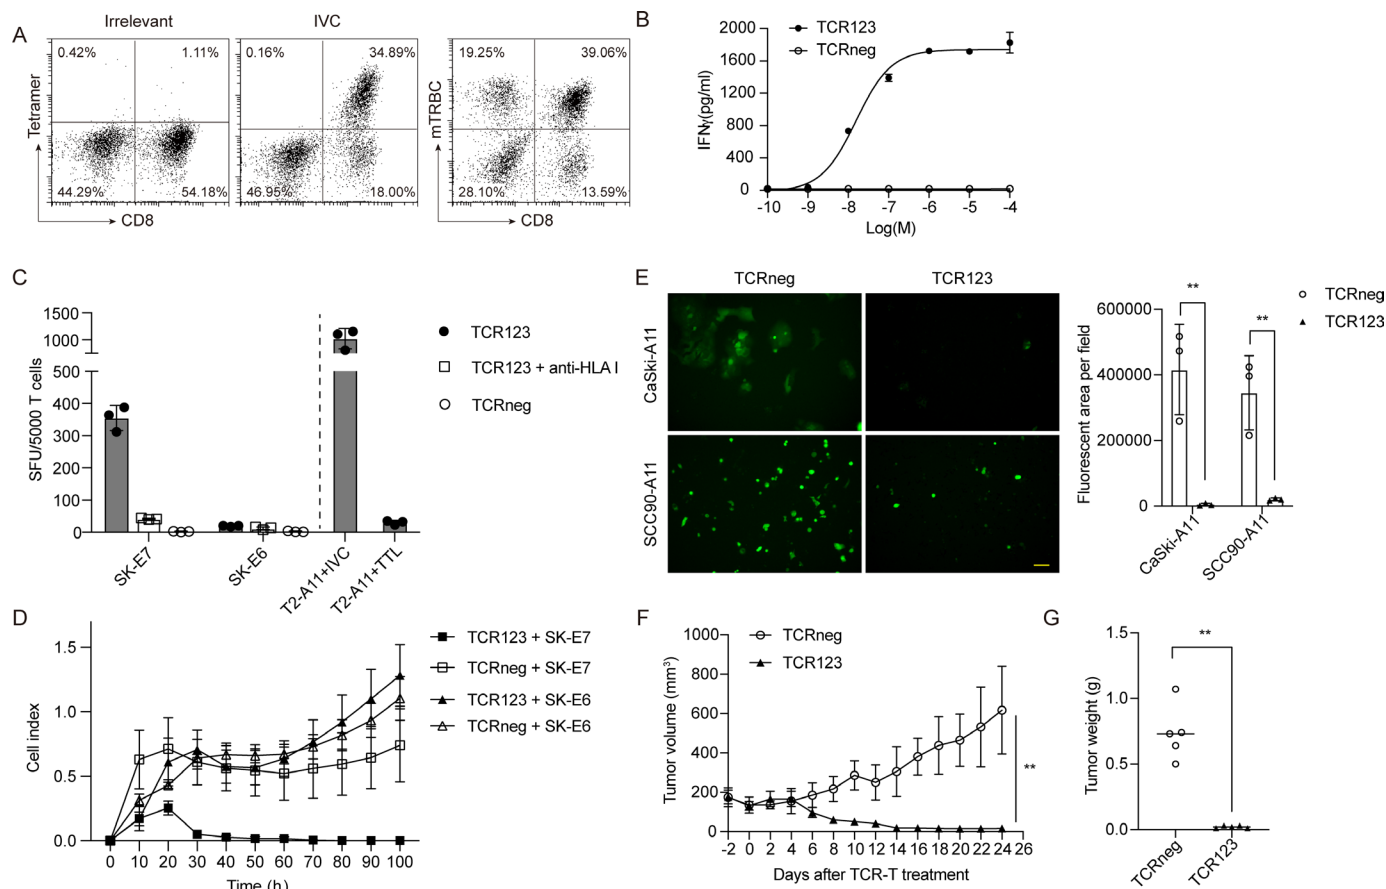 A
Irrelevant
IVC
0.42%
1.11%
0.16%
34.89%
19.25%
39.06%
Tetramer
mTRBC
44.29%
54.18%
46.95%
18.00%
28.10%
13.59%
CD8
CD8
B
TCR123
TCRneg
IFNγ(pg/ml)
2000
1600
1200
800
400
0
-10
-9
-8
-7
-6
-5
-4
Log(M)
C
SFU/5000 T cells
1500
1000
500
400
300
200
100
0
TCR123
TCR123 + anti-HLA I
TCRneg
SK-E7
SK-E6
T2-A11+IVC
T2-A11+TTL
E
TCRneg
TCR123
CaSki-A11
SCC90-A11
Fluorescent area per field
600000
400000
200000
0
**
**
TCRneg
TCR123
CaSki-A11
SCC90-A11
D
Cell index
1.5
1.0
0.5
0.0
0
10
20
30
40
50
60
70
80
90
100
Time (h)
TCR123 + SK-E7
TCRneg + SK-E7
TCR123 + SK-E6
TCRneg + SK-E6
F
Tumor volume (mm³)
1000
800
600
400
200
0
TCRneg
TCR123
**
-2
0
2
4
6
8
10
12
14
16
18
20
22
24
26
Days after TCR-T treatment
G
Tumor weight (g)
1.5
1.0
0.5
0.0
**
TCRneg
TCR123